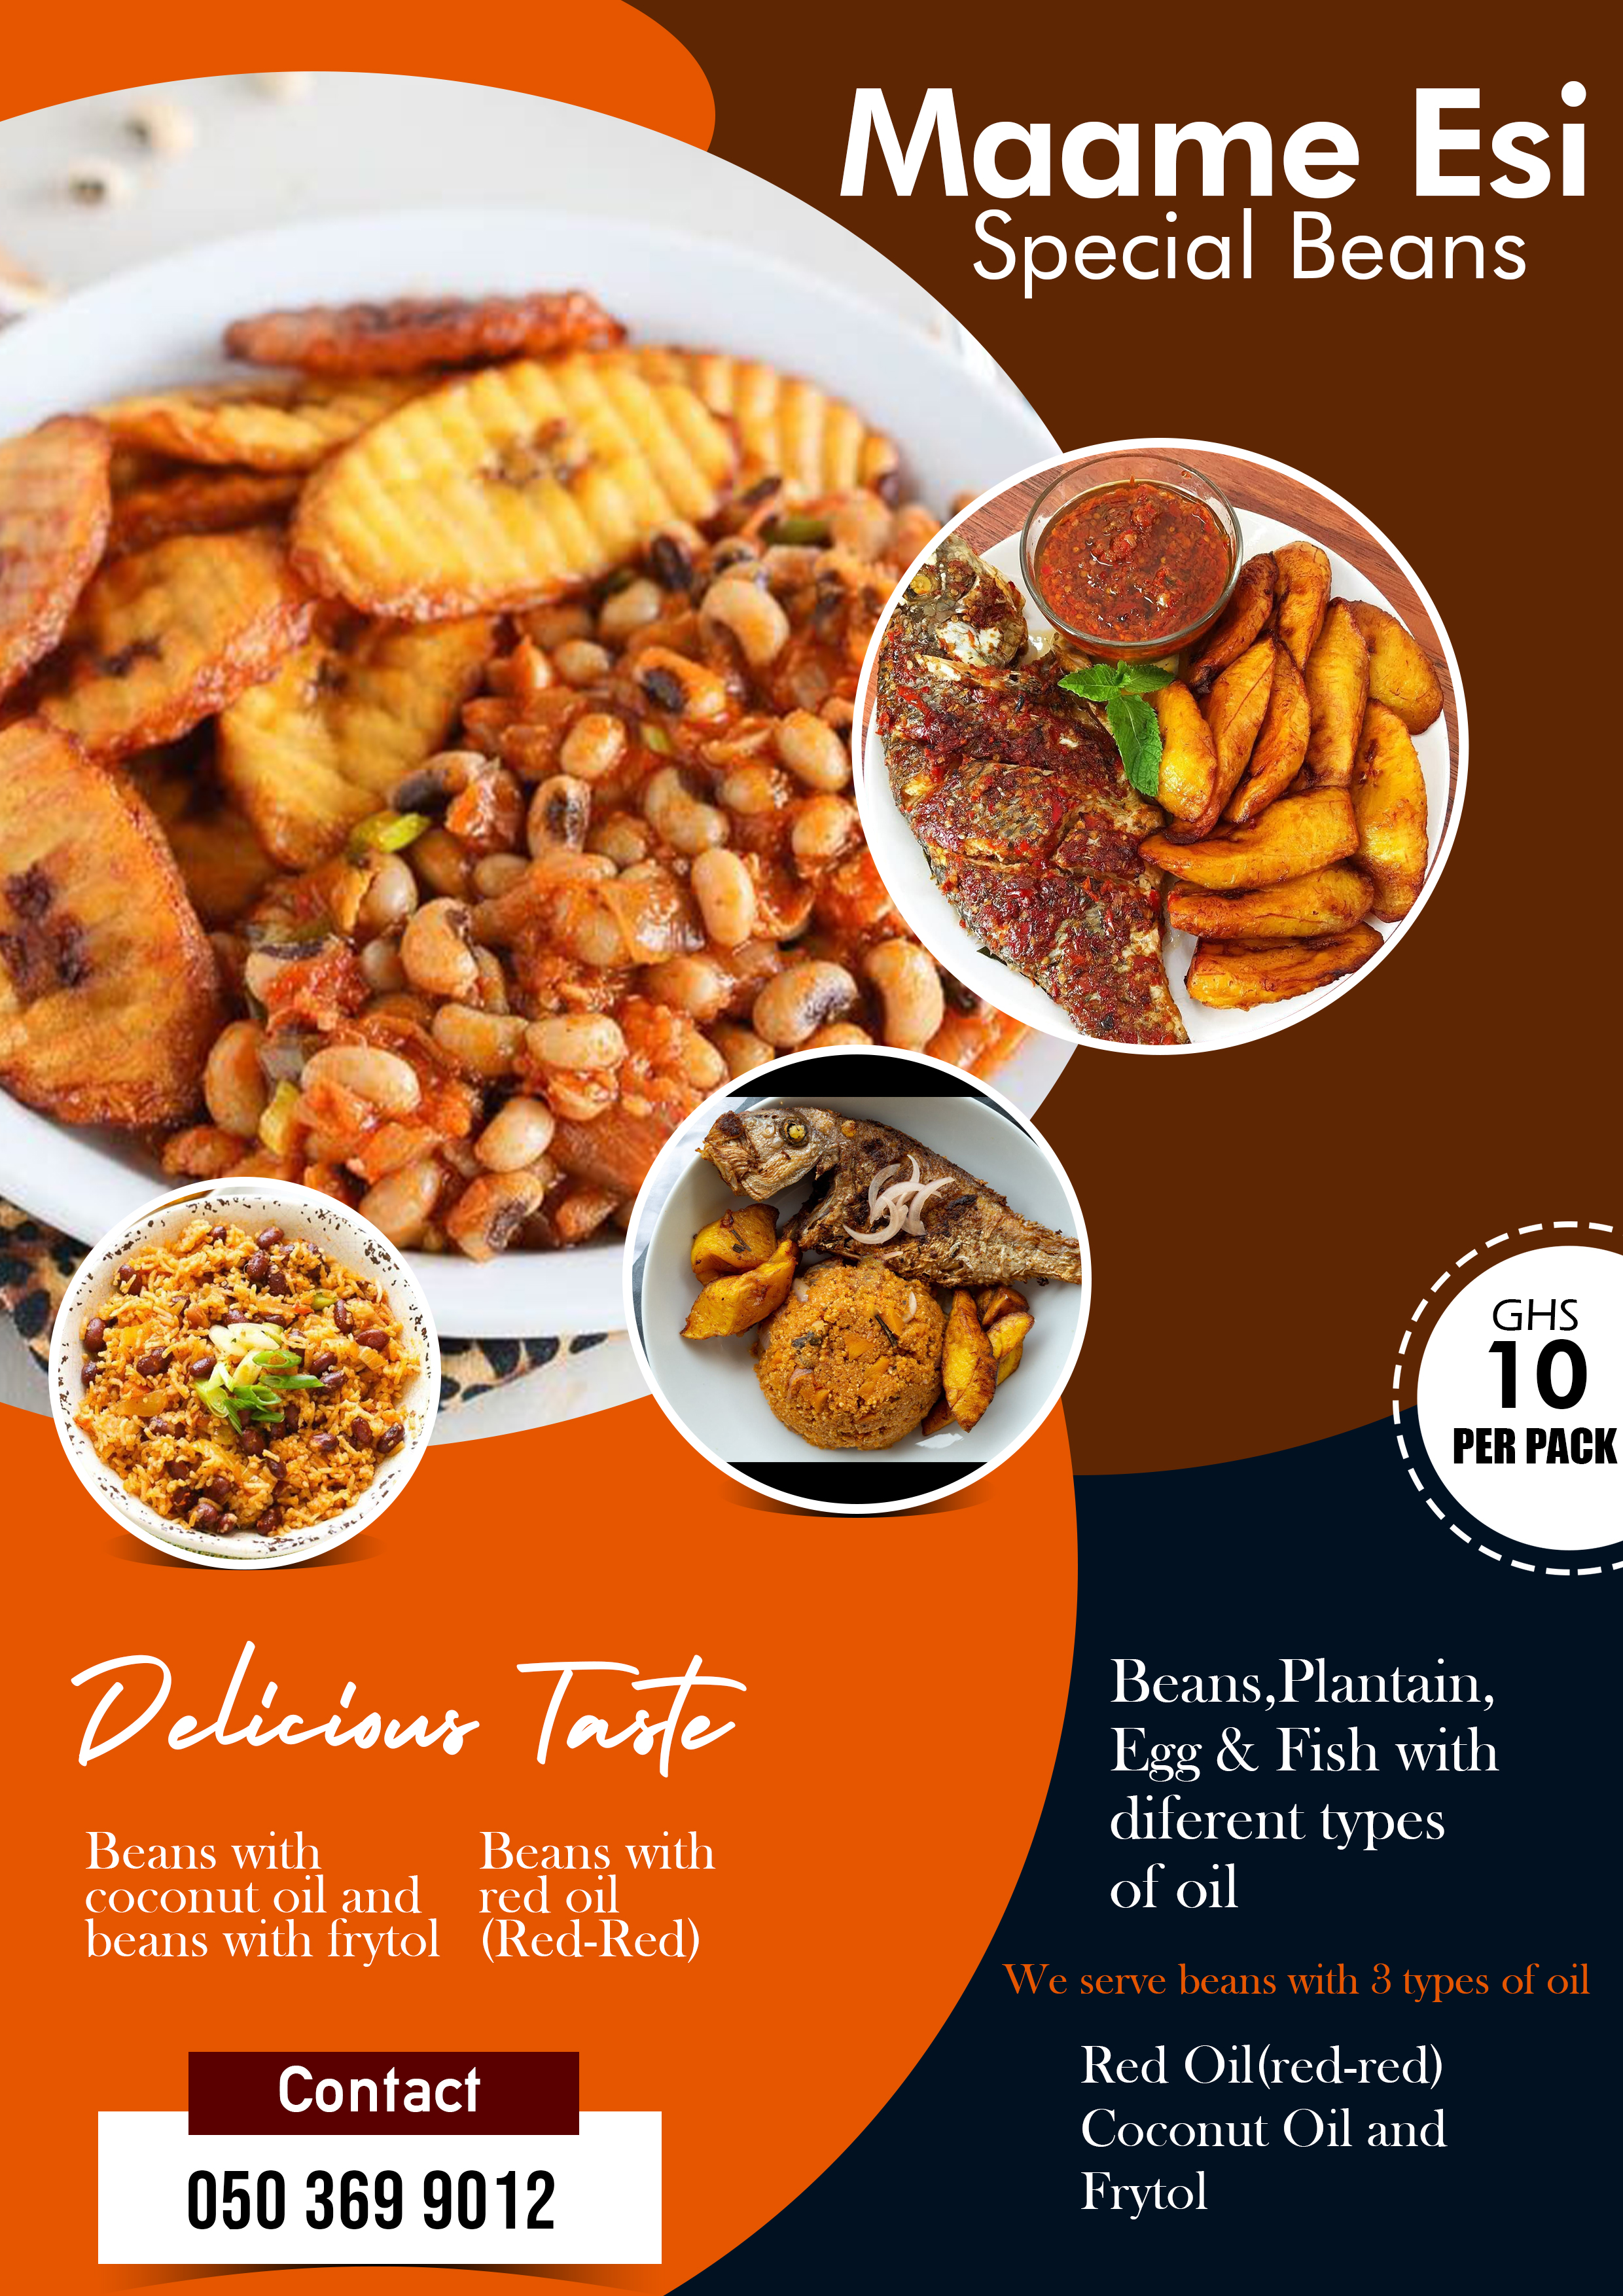 Maame Esi
Special Beans
GHS
10
PER PACK
Delicious Taste
Beans with
coconut oil and
beans with frytol
Beans with
red oil
(Red-Red)
Contact
050 369 9012
Beans,Plantain,
Egg & Fish with
diferent types
of oil
We serve beans with 3 types of oil
Red Oil(red-red)
Coconut Oil and
Frytol